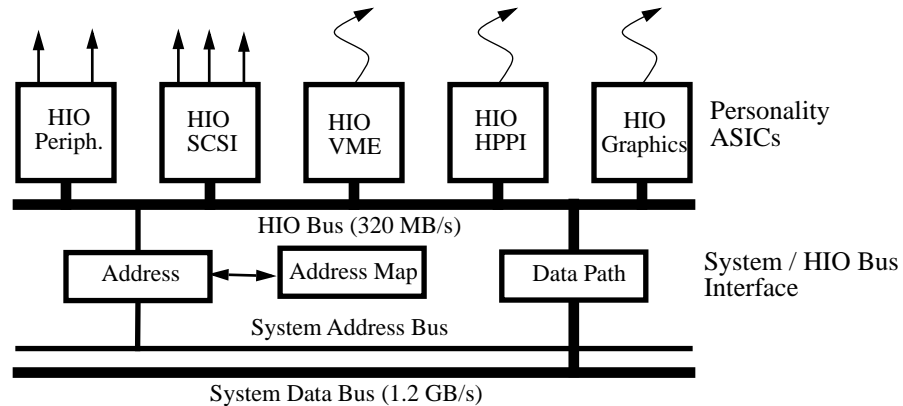 HIO
Periph.
HIO
SCSI
HIO
VME
HIO
HPPI
HIO
Graphics
Personality
ASICs
HIO Bus (320 MB/s)
Address
Address Map
Data Path
System / HIO Bus
Interface
System Address Bus
System Data Bus (1.2 GB/s)